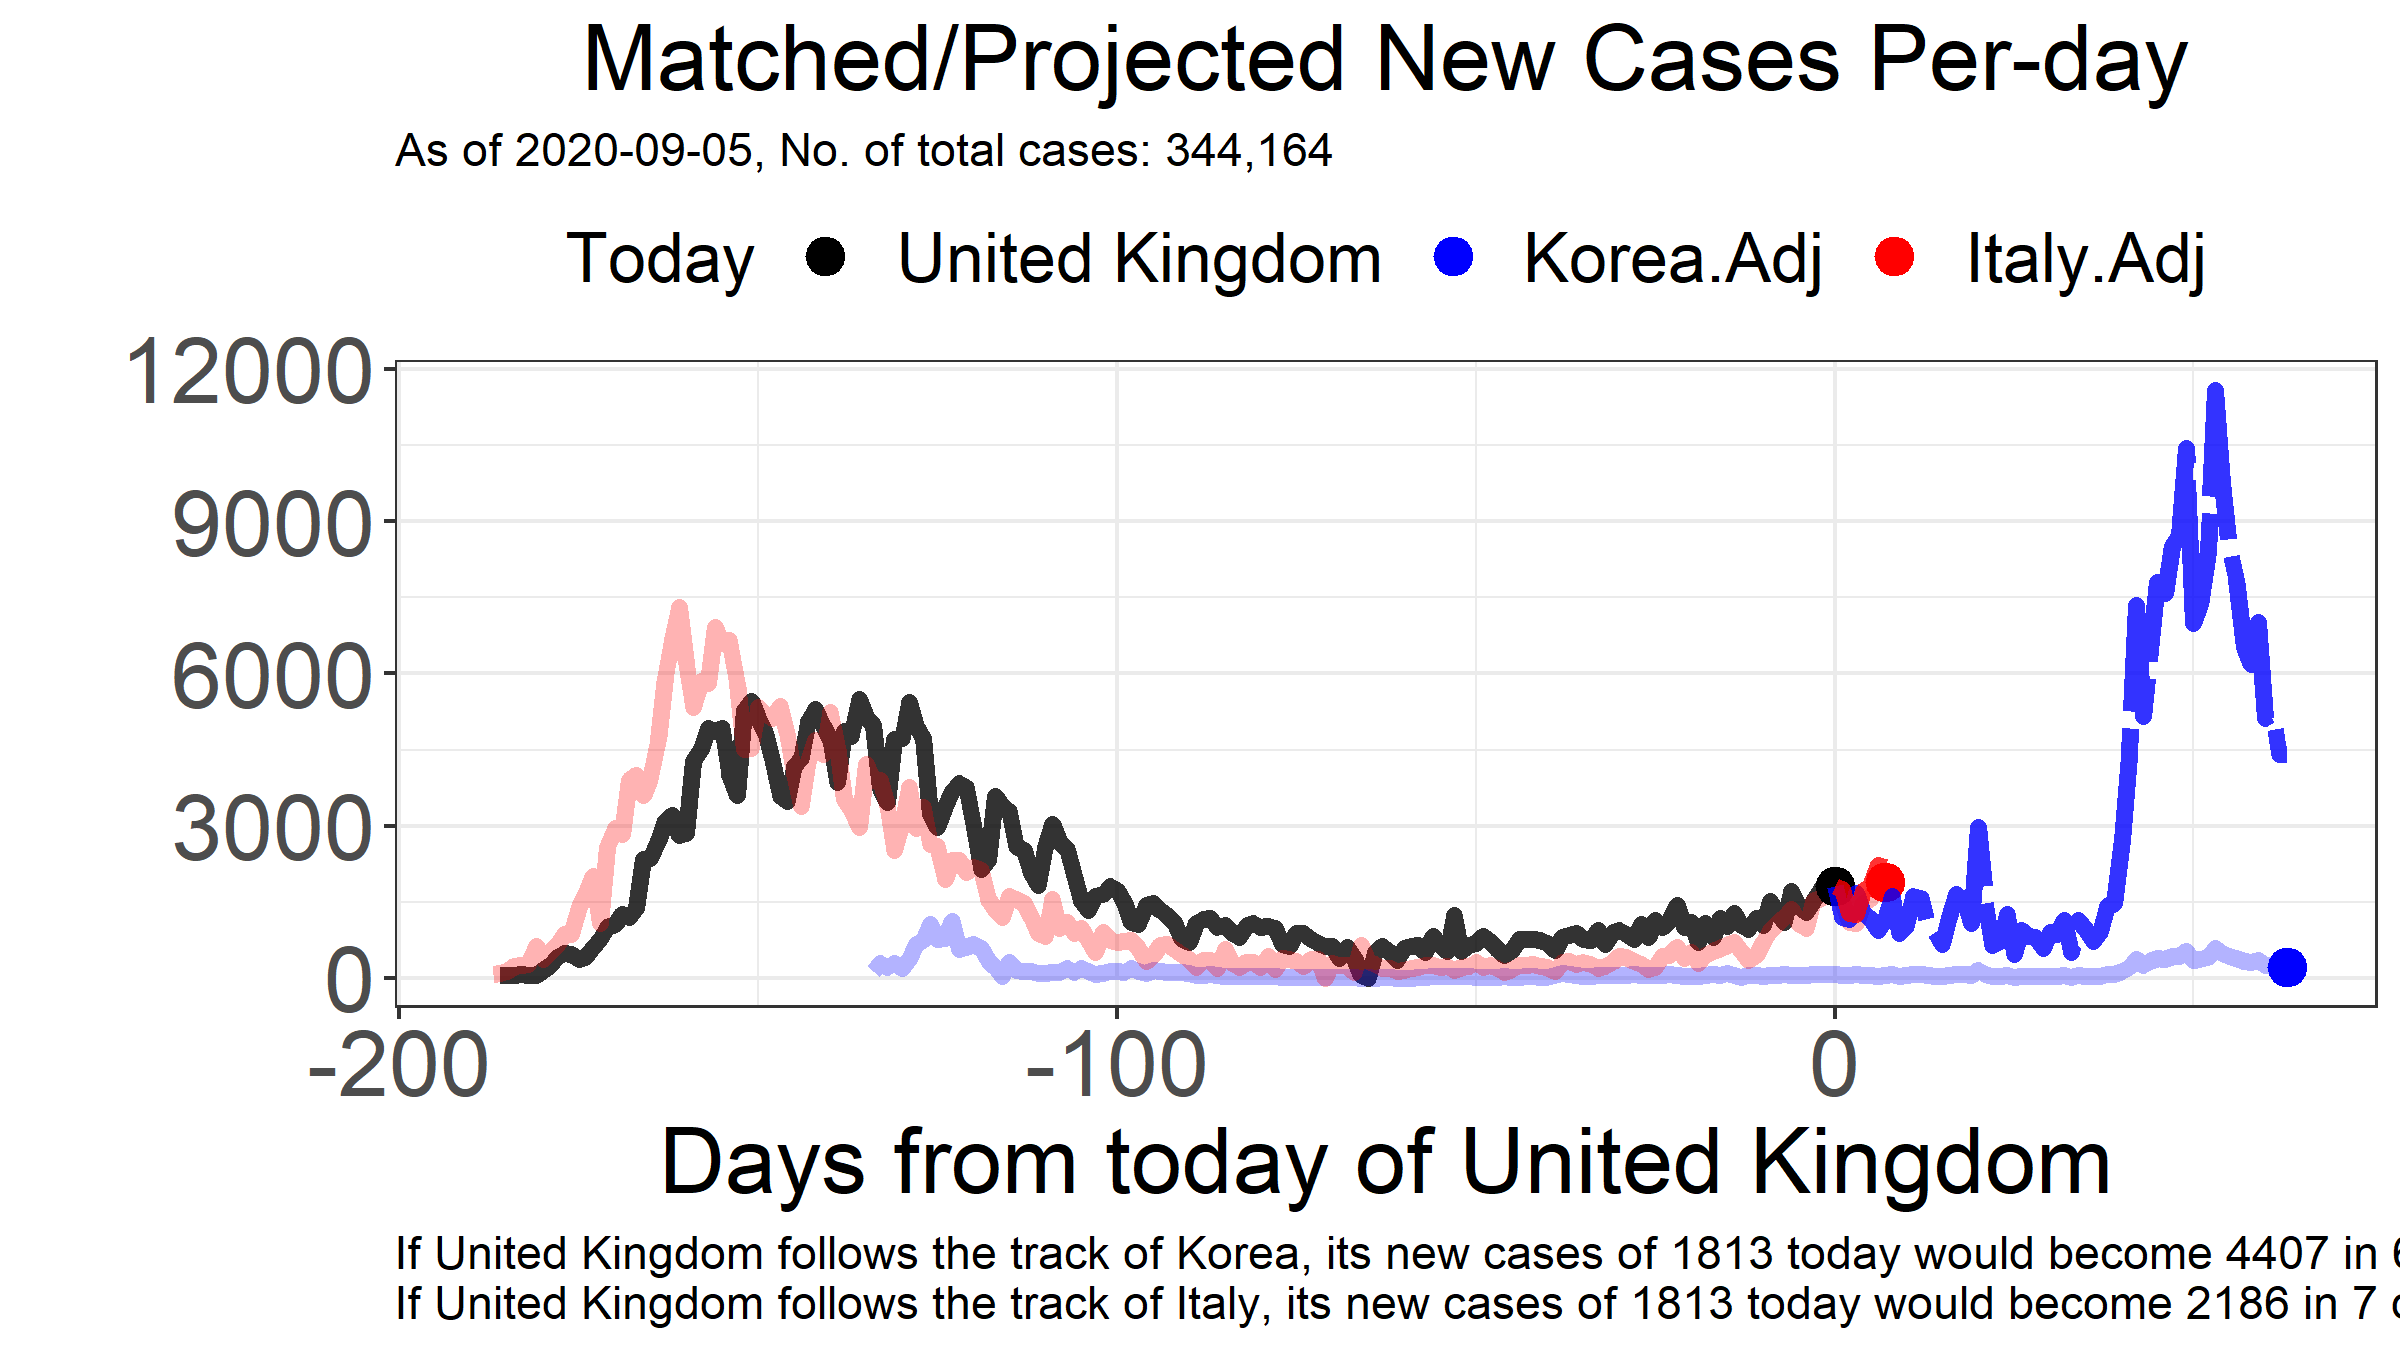 Matched/Projected New Cases Per-day
As of 2020-09-05, No. of total cases: 344,164
Today United Kingdom Korea.Adj Italy.Adj
12000
9000
6000
3000
0
-200 -100 0
Days from today of United Kingdom
If United Kingdom follows the track of Korea, its new cases of 1813 today would become 4407 in
If United Kingdom follows the track of Italy, its new cases of 1813 today would become 2186 in 7